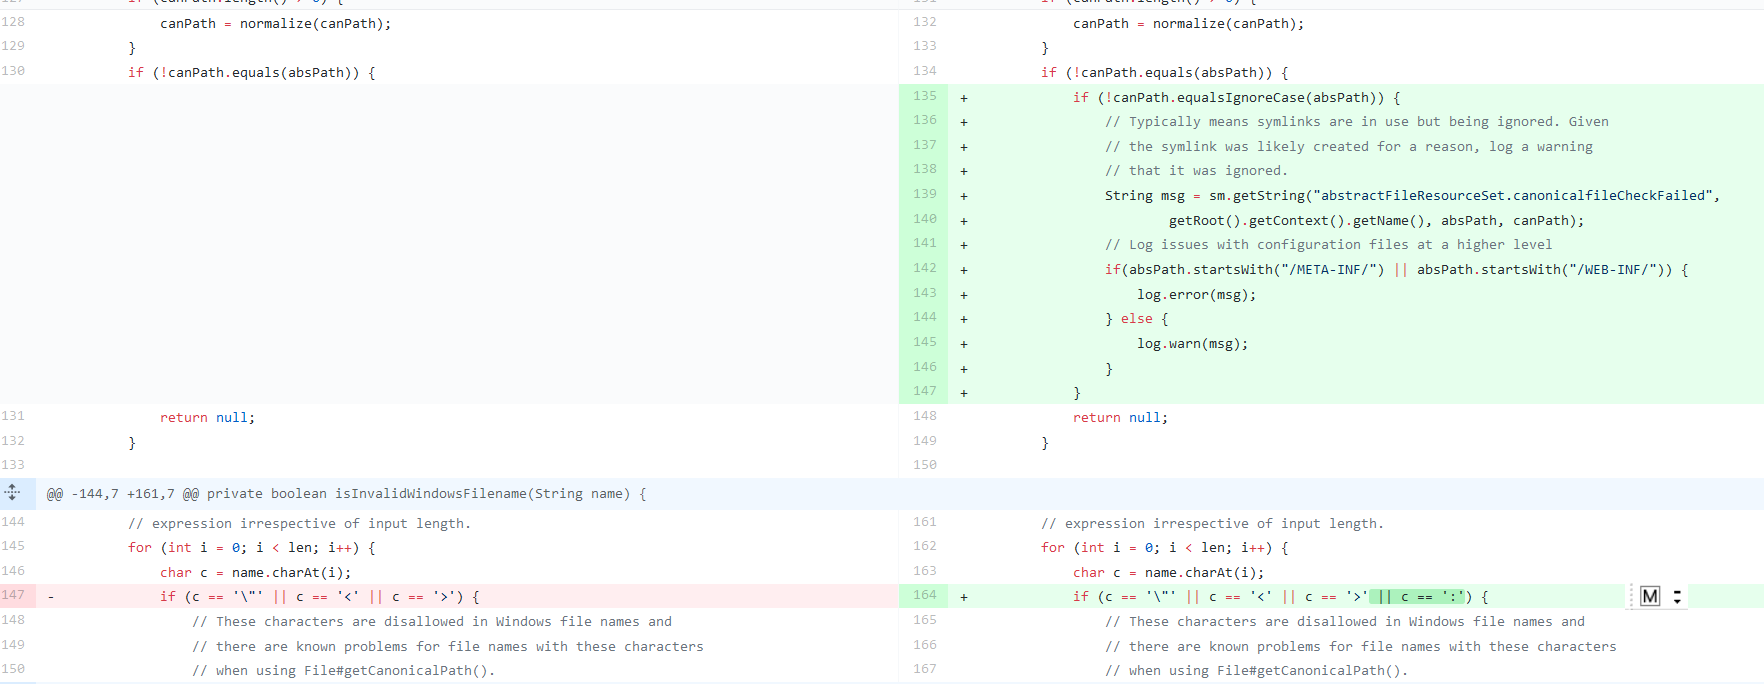 128 canPath = normalize(canPath);
129 }
130 if (!canPath.equals(absPath)) {
131 return null;
132 }
133
@@ -144,7 +161,7 @@ private boolean isInvalidWindowsFilename(String name) {
144 // expression irrespective of input length.
145 for (int i = 0; i < len; i++) {
146 char c = name.charAt(i);
147 - if (c == '\"' || c == '<' || c == '>') {
148 // These characters are disallowed in Windows file names and
149 // there are known problems for file names with these characters
150 // when using File#getCanonicalPath().
132 canPath = normalize(canPath);
133 }
134 if (!canPath.equals(absPath)) {
135 + if (!canPath.equalsIgnoreCase(absPath)) {
136 + // Typically means symlinks are in use but being ignored. Given
137 + // the symlink was likely created for a reason, log a warning
138 + // that it was ignored.
139 + String msg = sm.getString("abstractFileResourceSet.canonicalfileCheckFailed",
140 + getRoot().getContext().getName(), absPath, canPath);
141 + // Log issues with configuration files at a higher level
142 + if(absPath.startsWith("/META-INF/") || absPath.startsWith("/WEB-INF/")) {
143 + log.error(msg);
144 + } else {
145 + log.warn(msg);
146 + }
147 + }
148 return null;
149 }
150
161 // expression irrespective of input length.
162 for (int i = 0; i < len; i++) {
163 char c = name.charAt(i);
164 + if (c == '\"' || c == '<' || c == '>' || c == ':') {
M
165 // These characters are disallowed in Windows file names and
166 // there are known problems for file names with these characters
167 // when using File#getCanonicalPath().